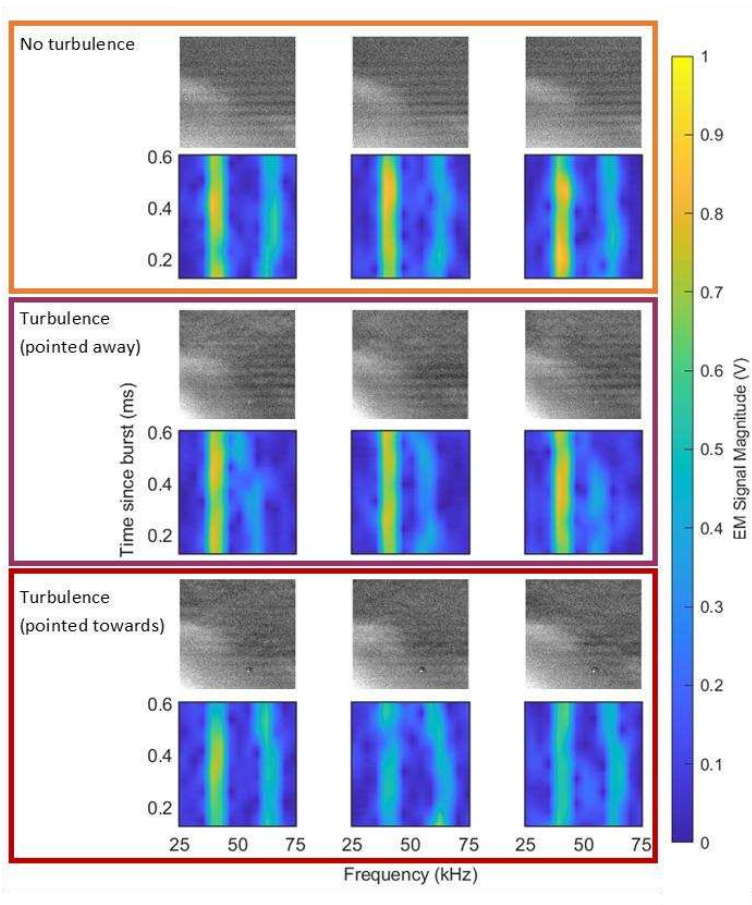 No turbulence
0.6
0.4
0.2
Turbulence
(pointed away)
0.6
0.4
0.2
Time since burst (ms)
Turbulence
(pointed towards)
0.6
0.4
0.2
25 50 75 25 50 75 25 50 75
Frequency (kHz)
1
0.9
0.8
0.7
0.6
0.5
0.4
0.3
0.2
0.1
0
EM Signal Magnitude (V)